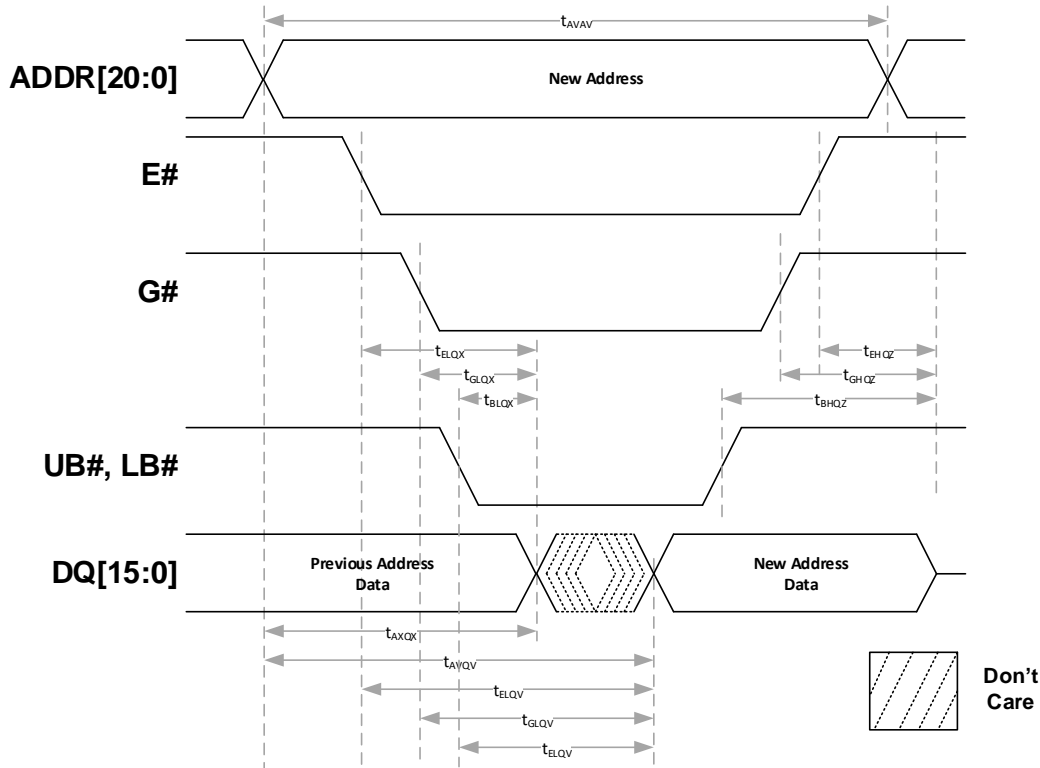 tAVAV
ADDR[20:0]
New Address
E#
G#
tELQX
tEHQZ
tGLQX
tGHQZ
tBLQX
tBHQZ
UB#, LB#
DQ[15:0]
Previous Address
Data
New Address
Data
tAXQX
tAVQV
tELQV
tGLQV
tELQV
Don't
Care